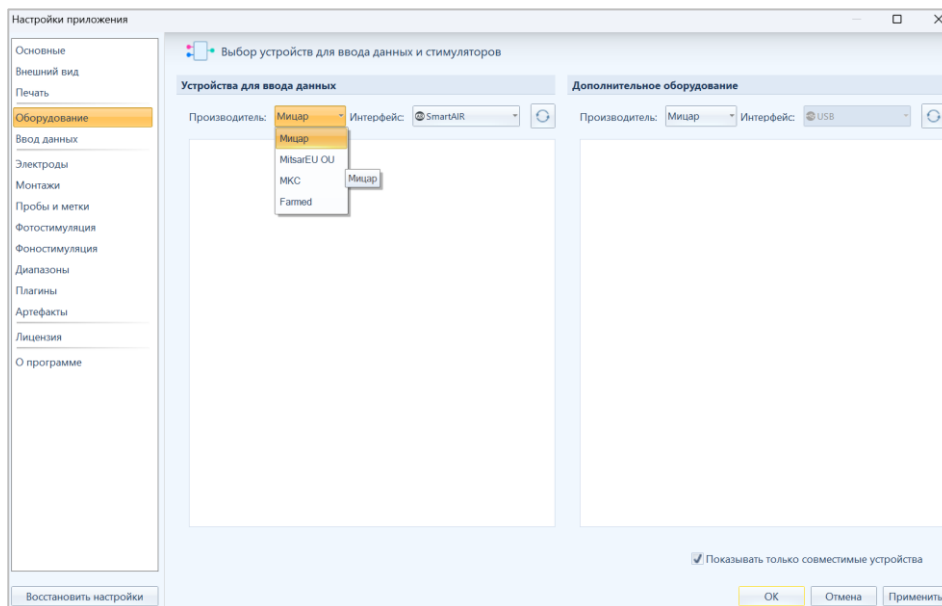 Настройки приложения
Основные
Внешний вид
Печать
Оборудование
Ввод данных
Электроды
Монтажи
Пробы и метки
Фотостимуляция
Фоностимуляция
Диапазоны
Плагины
Артефакты
Лицензия
О программе
Восстановить настройки
Выбор устройств для ввода данных и стимуляторов
Устройства для ввода данных
Производитель: Мицар Интерфейс: SmartAIR
Мицар
MitsarEU OU
МКС
Farmed
Мицар
Дополнительное оборудование
Производитель: Мицар Интерфейс: USB
Показывать только совместимые устройства
ОК Отмена Применить